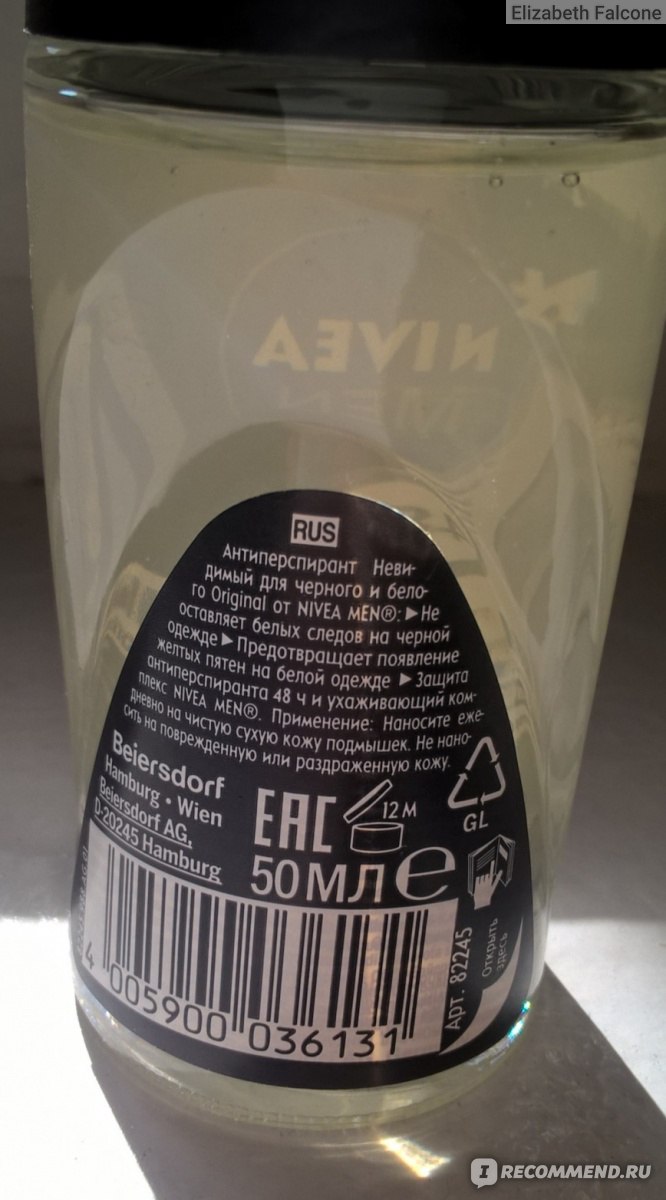 Elizabeth Falcone
NIVEA
MEN
RUS
Антиперспирант Неви-
димый для черного и бело-
го Original от NIVEA MEN®: ►Не
оставляет белых следов на черной
одежде ►Предотвращает появление
желтых пятен на белой одежде ►Защита
антиперспиранта 48 ч и ухаживающий ком-
плекс NIVEA MEN®. Применение: Наносите еже-
дневно на чистую сухую кожу подмышек. Не нано-
сить на поврежденную или раздраженную кожу.
Beiersdorf
Hamburg • Wien
Beiersdorf AG,
D-20245 Hamburg
EAC
12 M
GL
50 МЛ e
Арт. 82245
Открыть
здесь
4 005900 036131
IRECOMMEND.RU